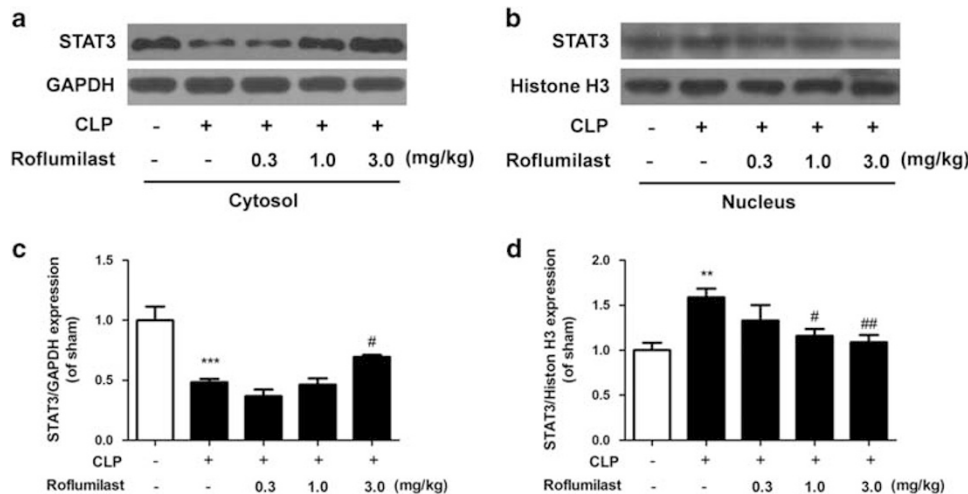 a
STAT3
GAPDH
CLP - + + + +
Roflumilast - - 0.3 1.0 3.0 (mg/kg)
Cytosol
b
STAT3
Histone H3
CLP - + + + +
Roflumilast - - 0.3 1.0 3.0 (mg/kg)
Nucleus
c
STAT3/GAPDH expression
(of sham)
1.5
1.0
0.5
0.0
***
#
CLP - + + + +
Roflumilast - - 0.3 1.0 3.0 (mg/kg)
d
STAT3/Histon H3 expression
(of sham)
2.0
1.5
1.0
0.5
0.0
**
#
##
CLP - + + + +
Roflumilast - - 0.3 1.0 3.0 (mg/kg)